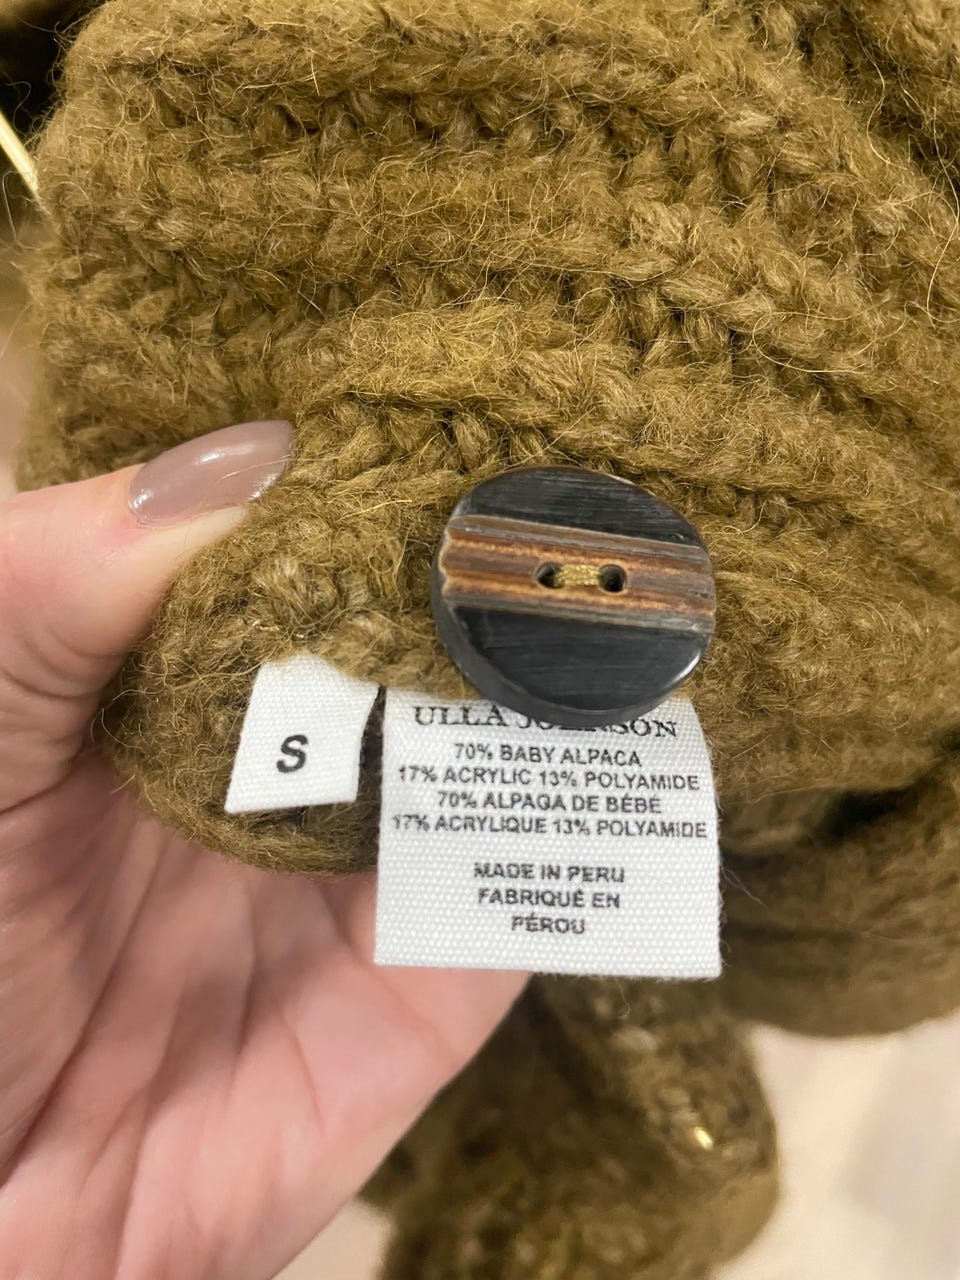 S
ULLA JOHNSON
70% BABY ALPACA
17% ACRYLIC 13% POLYAMIDE
70% ALPAGA DE BÉBÉ
17% ACRYLIQUE 13% POLYAMIDE
MADE IN PERU
FABRIQUÉ EN
PÉROU